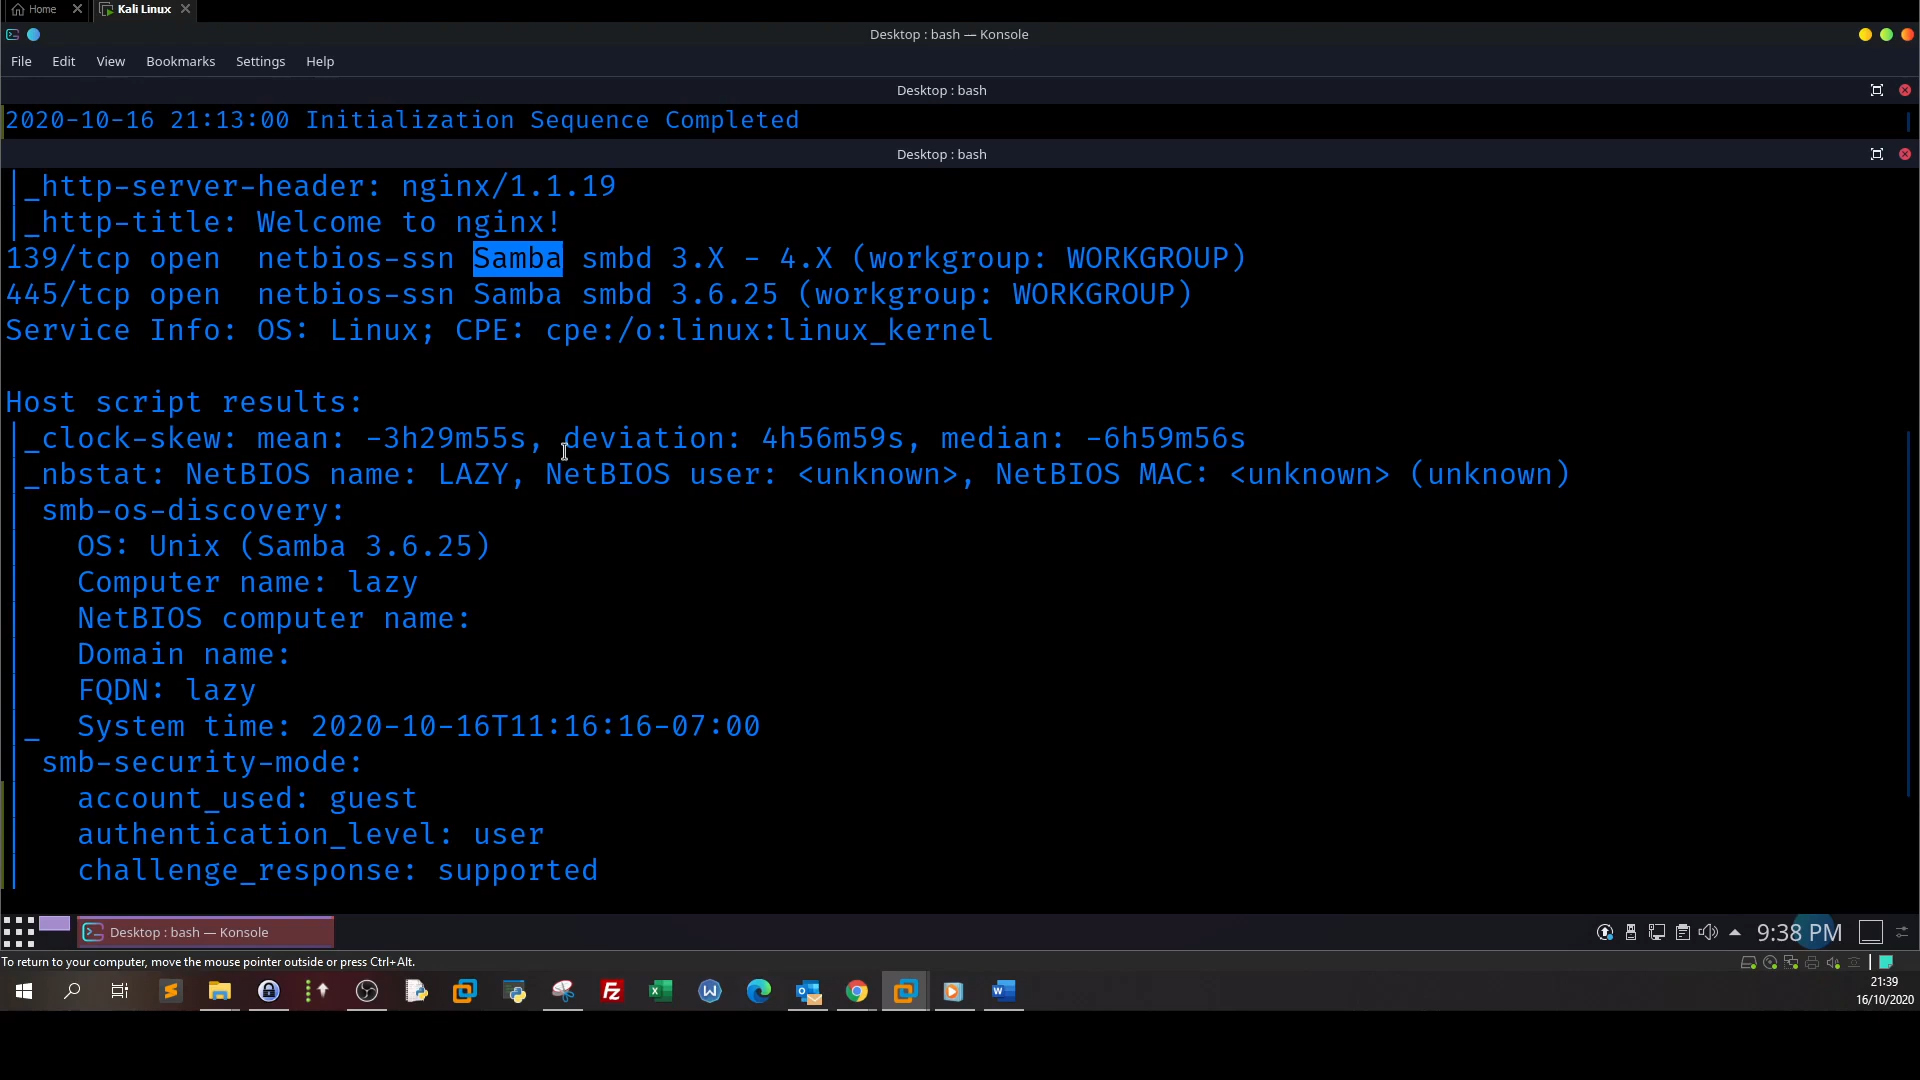 Home
Kali Linux
Desktop : bash — Konsole
File Edit View Bookmarks Settings Help
Desktop : bash
2020-10-16 21:13:00 Initialization Sequence Completed
Desktop : bash
|_http-server-header: nginx/1.1.19
|_http-title: Welcome to nginx!
139/tcp open  netbios-ssn Samba smbd 3.X - 4.X (workgroup: WORKGROUP)
445/tcp open  netbios-ssn Samba smbd 3.6.25 (workgroup: WORKGROUP)
Service Info: OS: Linux; CPE: cpe:/o:linux:linux_kernel
Host script results:
|_clock-skew: mean: -3h29m55s, deviation: 4h56m59s, median: -6h59m56s
|_nbstat: NetBIOS name: LAZY, NetBIOS user: <unknown>, NetBIOS MAC: <unknown> (unknown)
| smb-os-discovery:
|   OS: Unix (Samba 3.6.25)
|   Computer name: lazy
|   NetBIOS computer name:
|   Domain name:
|   FQDN: lazy
|_  System time: 2020-10-16T11:16:16-07:00
| smb-security-mode:
|   account_used: guest
|   authentication_level: user
|   challenge_response: supported
Desktop : bash — Konsole
9:38 PM
To return to your computer, move the mouse pointer outside or press Ctrl+Alt.
21:39
16/10/2020